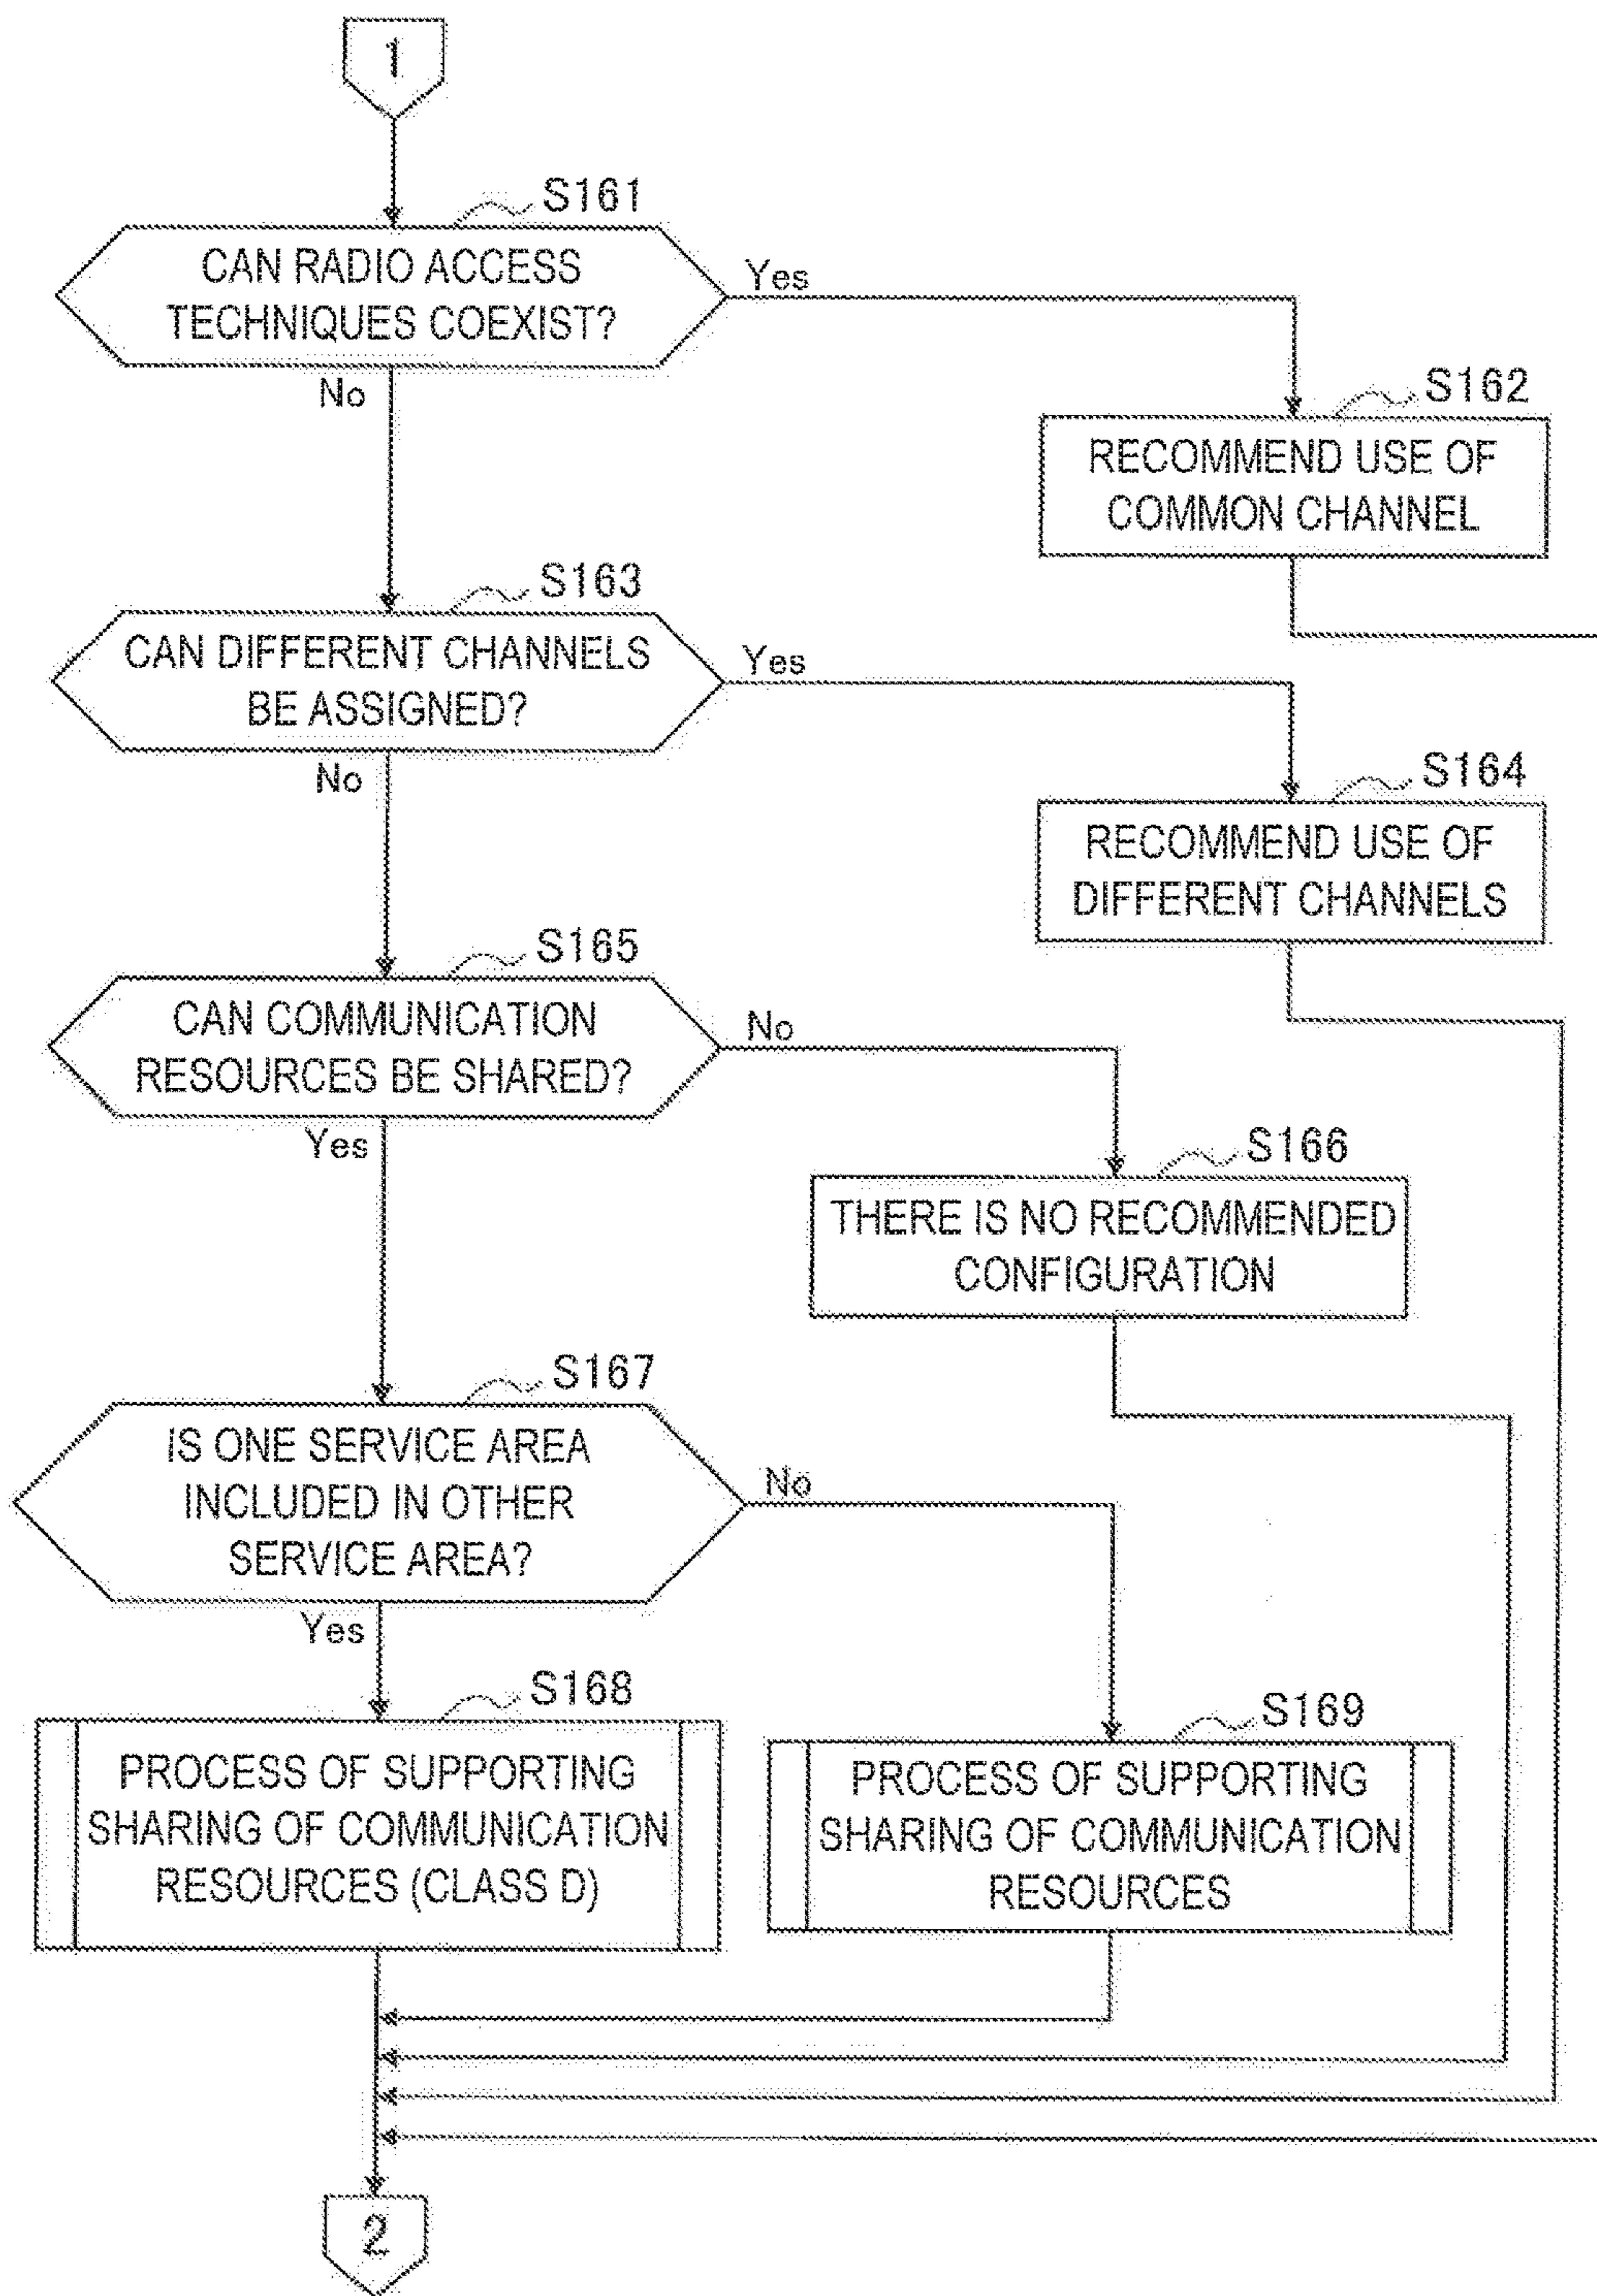 1
S161
CAN RADIO ACCESS
TECHNIQUES COEXIST?
Yes
No
S162
RECOMMEND USE OF
COMMON CHANNEL
S163
CAN DIFFERENT CHANNELS
BE ASSIGNED?
Yes
No
S164
RECOMMEND USE OF
DIFFERENT CHANNELS
S165
CAN COMMUNICATION
RESOURCES BE SHARED?
No
Yes
S166
THERE IS NO RECOMMENDED
CONFIGURATION
S167
IS ONE SERVICE AREA
INCLUDED IN OTHER
SERVICE AREA?
No
Yes
S168
PROCESS OF SUPPORTING
SHARING OF COMMUNICATION
RESOURCES (CLASS D)
S169
PROCESS OF SUPPORTING
SHARING OF COMMUNICATION
RESOURCES
2